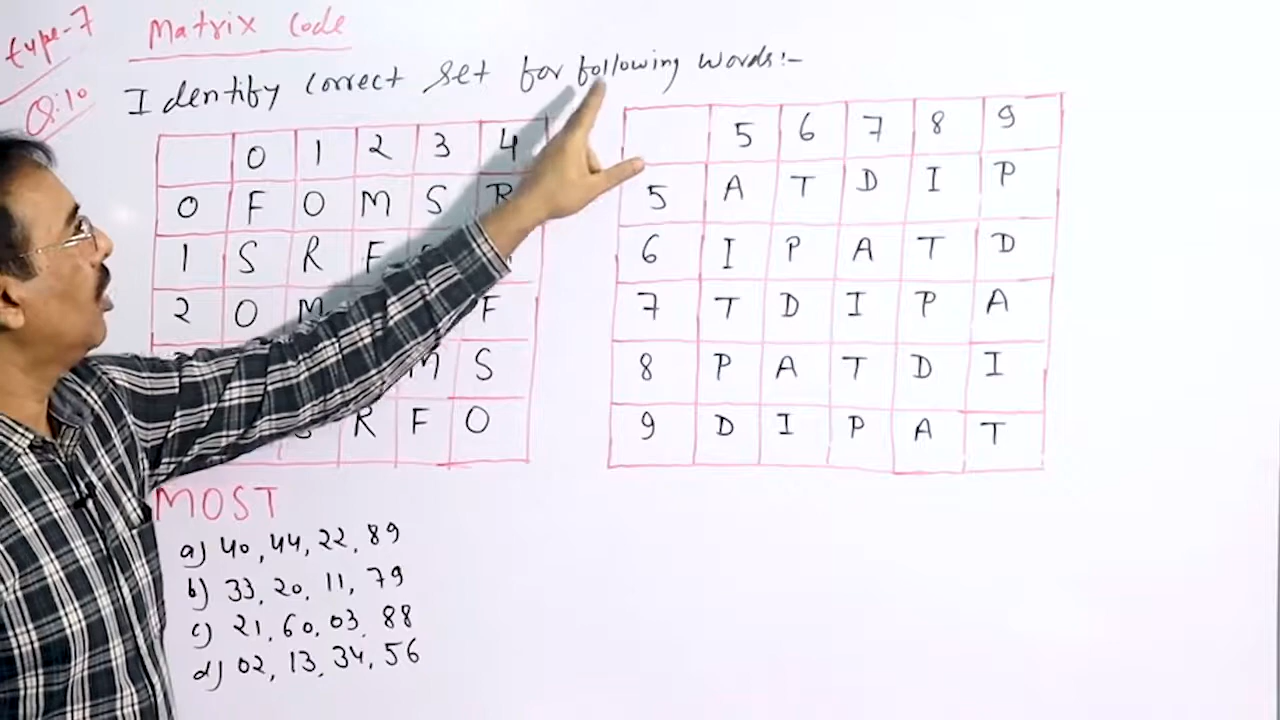 type-7
Matrix Code
Q:10
Identify correct set for following words:-
0 1 2 3 4
0 F O M S R
1 S R F
2 O M F
M S
R F O
5 6 7 8 9
5 A T D I P
6 I P A T D
7 T D I P A
8 P A T D I
9 D I P A T
MOST
a) 40, 44, 22, 89
b) 33, 20, 11, 79
c) 21, 60, 03, 88
d) 02, 13, 34, 56